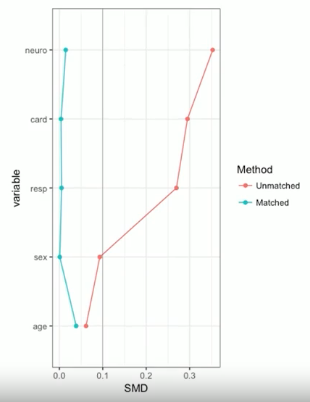 neuro
card
resp
sex
age
variable
0.0 0.1 0.2 0.3
SMD
Method
Unmatched
Matched